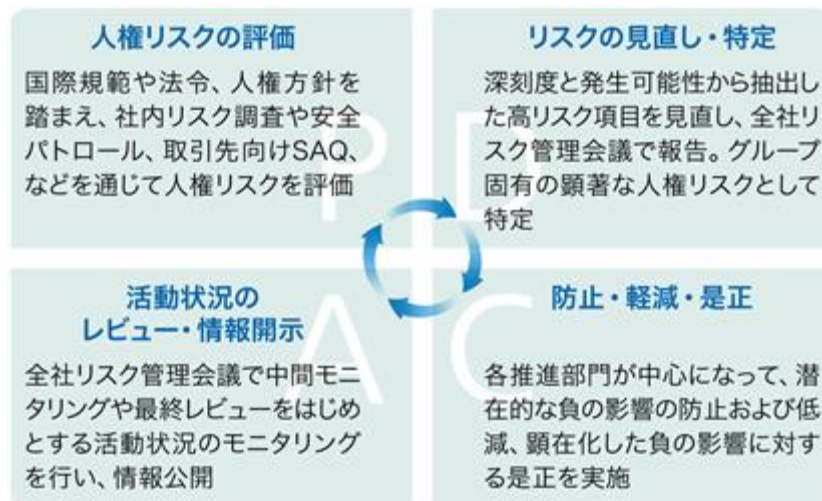 人権リスクの評価
国際規範や法令、人権方針を
踏まえ、社内リスク調査や安全
パトロール、取引先向けSAQ、
などを通じて人権リスクを評価
P
リスクの見直し・特定
深刻度と発生可能性から抽出し
た高リスク項目を見直し、全社リ
スク管理会議で報告。グループ
固有の顕著な人権リスクとして
特定
D
活動状況の
レビュー・情報開示
全社リスク管理会議で中間モニ
タリングや最終レビューをはじめ
とする活動状況のモニタリング
を行い、情報公開
A
防止・軽減・是正
各推進部門が中心になって、潜
在的な負の影響の防止および低
減、顕在化した負の影響に対す
る是正を実施
C